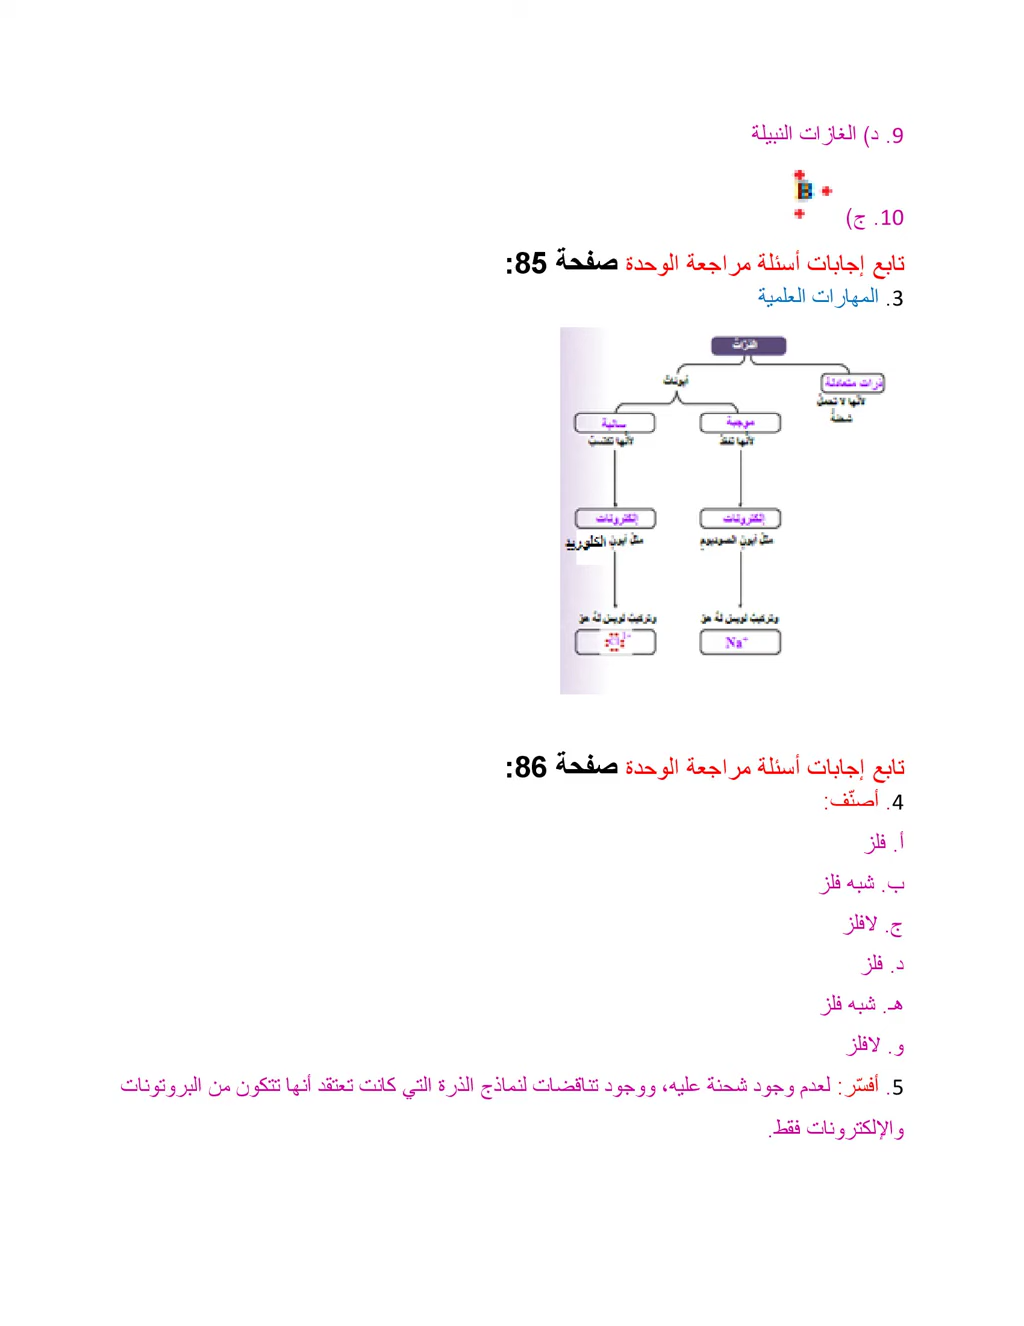 9. د) الغازات النبيلة
B
10. ج)
تابع إجابات أسئلة مراجعة الوحدة صفحة 85:
3. المهارات العلمية
الذرات
ذرات متعادلة
لأنها لا تحمل
شحنة
أيونات
موجبة
لأنها تفقد
إلكترونات
مثل أيون الصوديوم
وتركيب لويس له هو
Na+
سالبة
لأنها تكتسب
إلكترونات
مثل أيون الكلوريد
وتركيب لويس له هو
تابع إجابات أسئلة مراجعة الوحدة صفحة 86:
4. أصنّف:
أ. فلز
ب. شبه فلز
ج. لافلز
د. فلز
هـ. شبه فلز
و. لافلز
5. أفسّر: لعدم وجود شحنة عليه، ووجود تناقضات لنماذج الذرة التي كانت تعتقد أنها تتكون من البروتونات
والإلكترونات فقط.